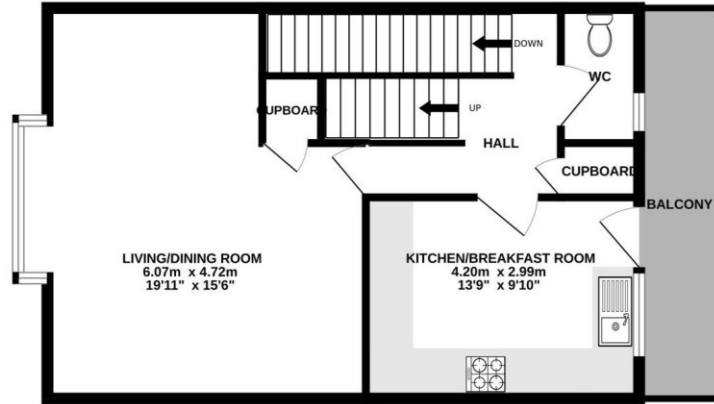 DOWN
WC
CUPBOARD
UP
HALL
CUPBOARD
BALCONY
LIVING/DINING ROOM
6.07m x 4.72m
19'11" x 15'6"
KITCHEN/BREAKFAST ROOM
4.20m x 2.99m
13'9" x 9'10"